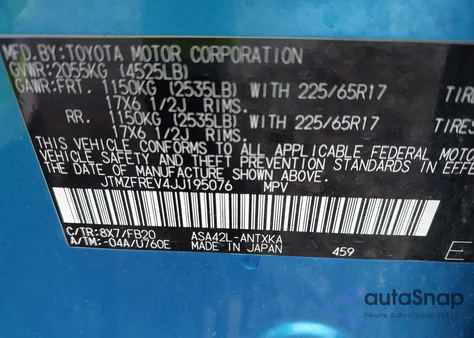 MFD.BY:TOYOTA MOTOR CORPORATION
GVWR:2055KG (4525LB)
GAWR:FRT. 1150KG (2535LB) WITH 225/65R17 TIRE
17X6 1/2J RIMS.
RR. 1150KG (2535LB) WITH 225/65R17 TIRES
17X6 1/2J RIMS.
THIS VEHICLE CONFORMS TO ALL APPLICABLE FEDERAL MOTOR
VEHICLE SAFETY AND THEFT PREVENTION STANDARDS IN EFFE
THE DATE OF MANUFACTURE SHOWN ABOVE.
JTMZFREV4JJ195076 MPV
C/TR:8X7/FB20 ASA42L-ANTXKA
A/TM:-04A/U760E MADE IN JAPAN 459 E
autoSnap